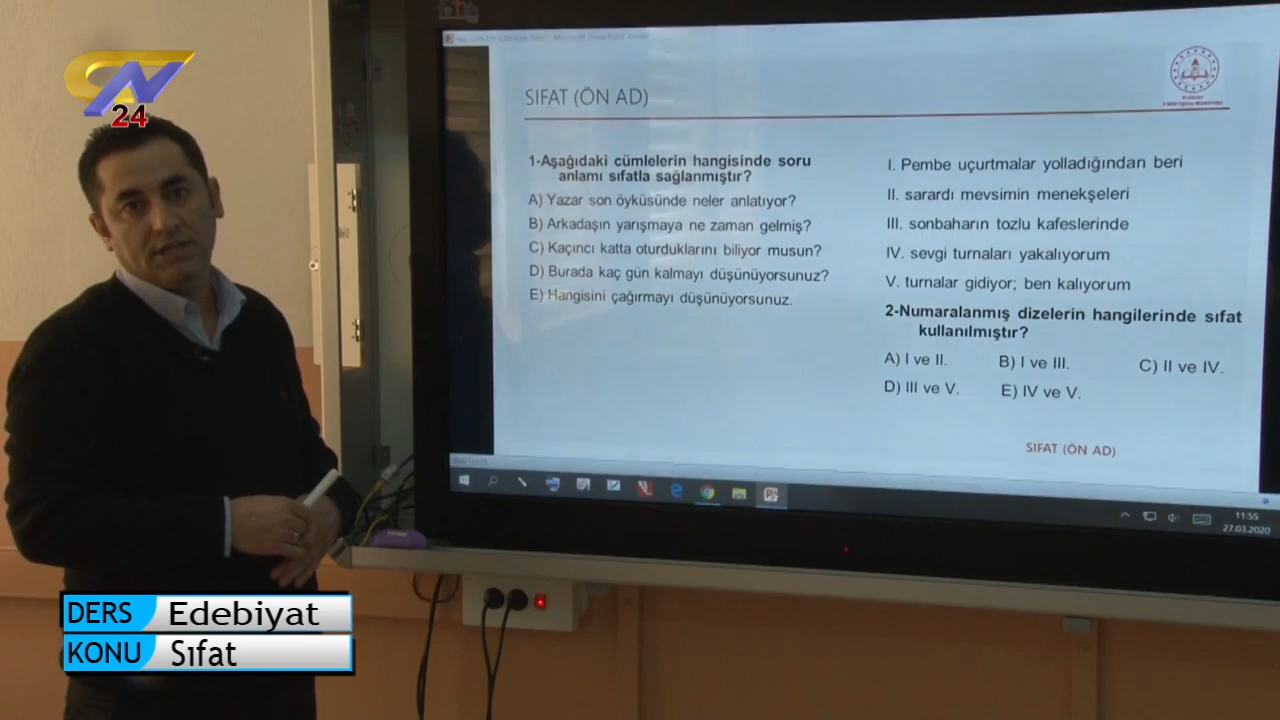 24
SIFAT (ÖN AD)
1-Aşağıdaki cümlelerin hangisinde soru
anlamı sıfatla sağlanmıştır?
A) Yazar son öyküsünde neler anlatıyor?
B) Arkadaşın yarışmaya ne zaman gelmiş?
C) Kaçıncı katta oturduklarını biliyor musun?
D) Burada kaç gün kalmayı düşünüyorsunuz?
E) Hangisini çağırmayı düşünüyorsunuz.
I. Pembe uçurtmalar yolladığından beri
II. sarardı mevsimin menekşeleri
III. sonbaharın tozlu kafeslerinde
IV. sevgi turnaları yakalıyorum
V. turnalar gidiyor; ben kalıyorum
2-Numaralanmış dizelerin hangilerinde sıfat
kullanılmıştır?
A) I ve II. B) I ve III. C) II ve IV.
D) III ve V. E) IV ve V.
SIFAT (ÖN AD)
11:55
27.03.2020
DERS Edebiyat
KONU Sıfat